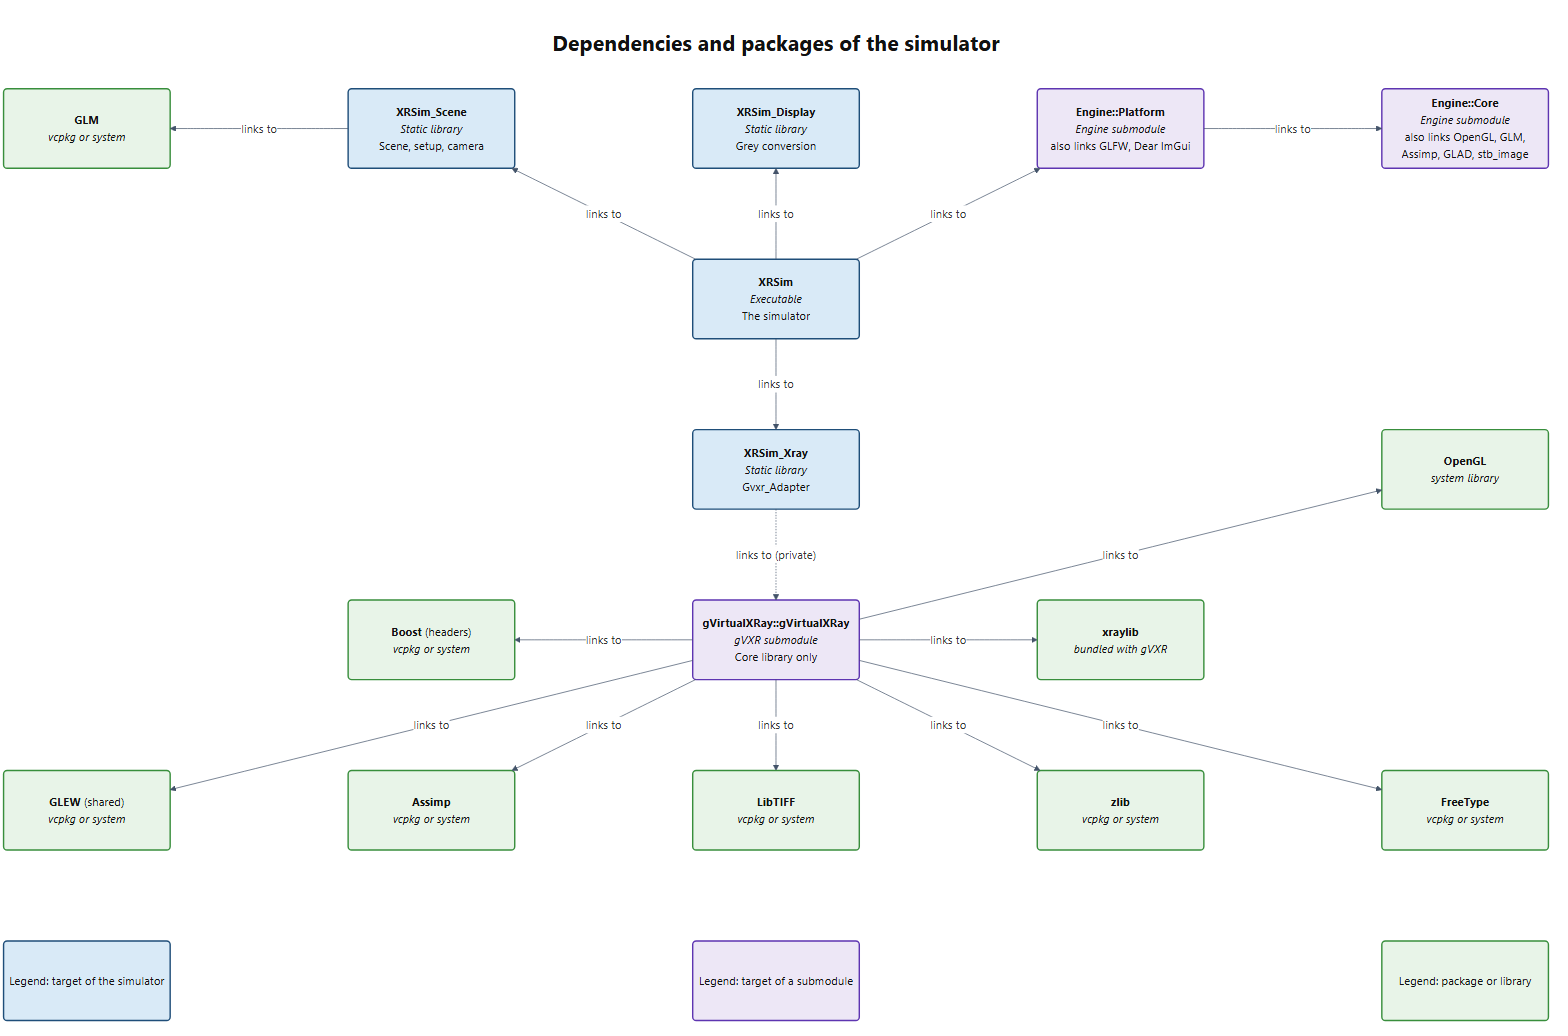 Dependencies and packages of the simulator
GLM
vcpkg or system
links to
XRSim_Scene
Static library
Scene, setup, camera
XRSim_Display
Static library
Grey conversion
Engine::Platform
Engine submodule
also links GLFW, Dear ImGui
links to
Engine::Core
Engine submodule
also links OpenGL, GLM,
Assimp, GLAD, stb_image
links to
links to
links to
XRSim
Executable
The simulator
links to
XRSim_Xray
Static library
Gvxr_Adapter
OpenGL
system library
links to (private)
links to
Boost (headers)
vcpkg or system
links to
gVirtualXRay::gVirtualXRay
gVXR submodule
Core library only
links to
xraylib
bundled with gVXR
links to
links to
links to
links to
links to
GLEW (shared)
vcpkg or system
Assimp
vcpkg or system
LibTIFF
vcpkg or system
zlib
vcpkg or system
FreeType
vcpkg or system
Legend: target of the simulator
Legend: target of a submodule
Legend: package or library